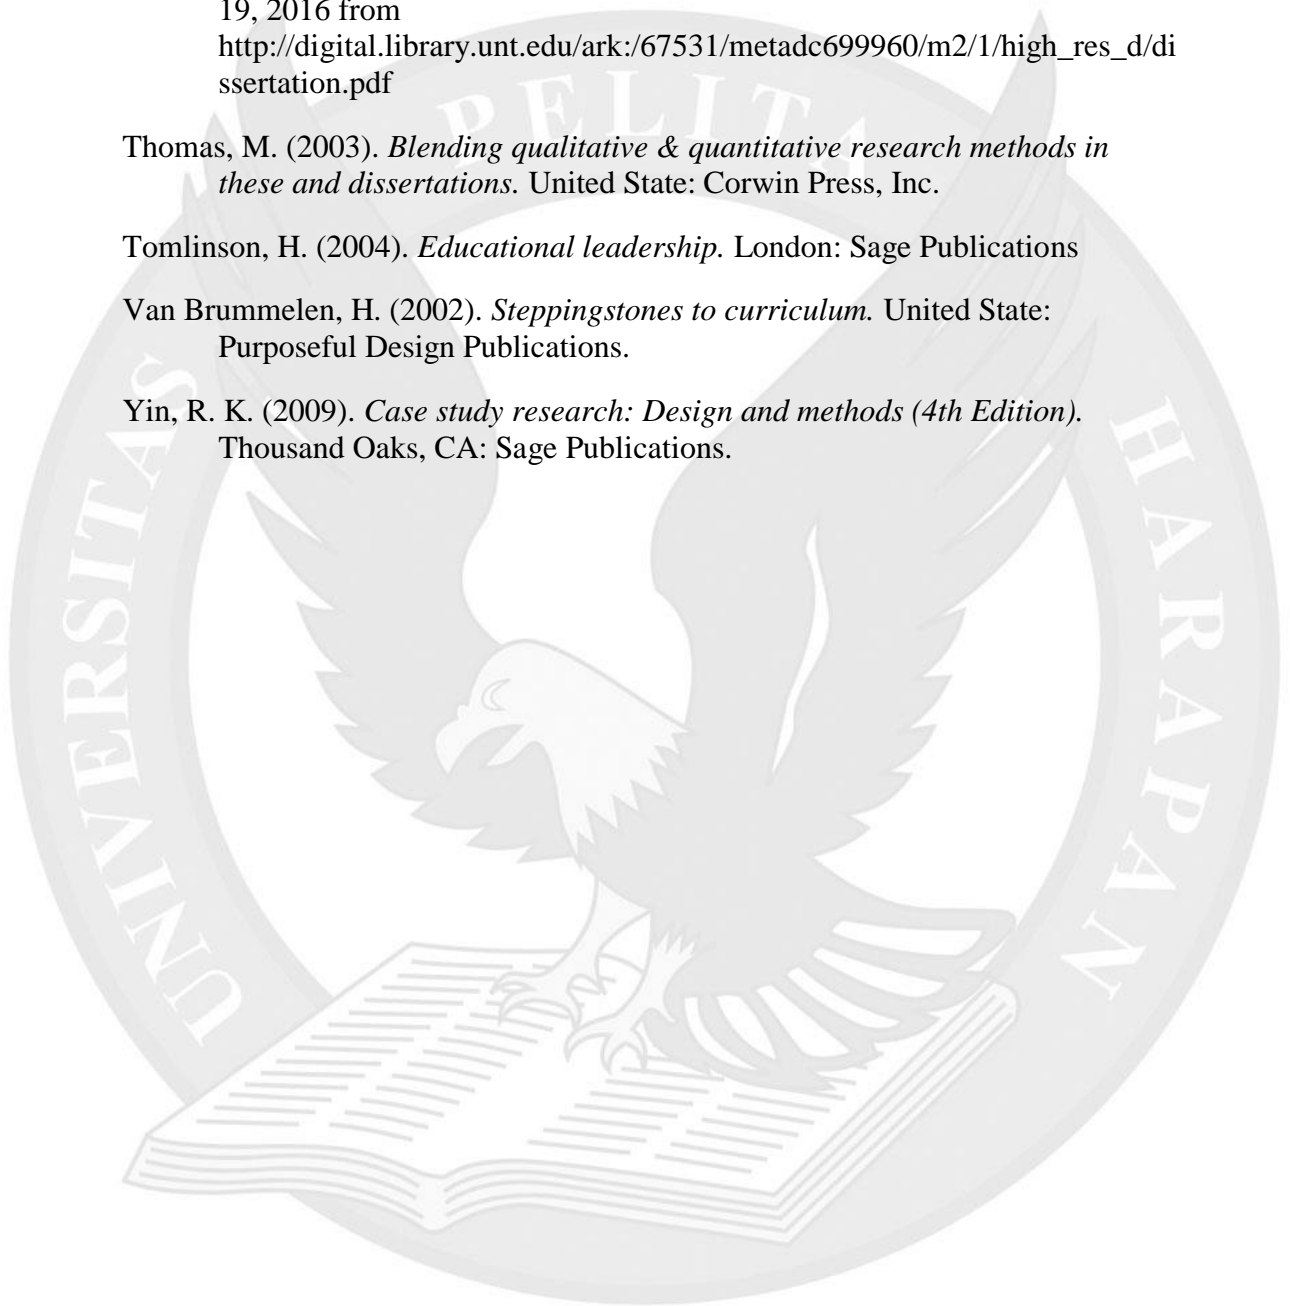 19, 2016 from
http://digital.library.unt.edu/ark:/67531/metadc699960/m2/1/high_res_d/di
ssertation.pdf
Thomas, M. (2003). Blending qualitative & quantitative research methods in
these and dissertations. United State: Corwin Press, Inc.
Tomlinson, H. (2004). Educational leadership. London: Sage Publications
Van Brummelen, H. (2002). Steppingstones to curriculum. United State:
Purposeful Design Publications.
Yin, R. K. (2009). Case study research: Design and methods (4th Edition).
Thousand Oaks, CA: Sage Publications.
UNIVERSITAS PELITA HARAPAN